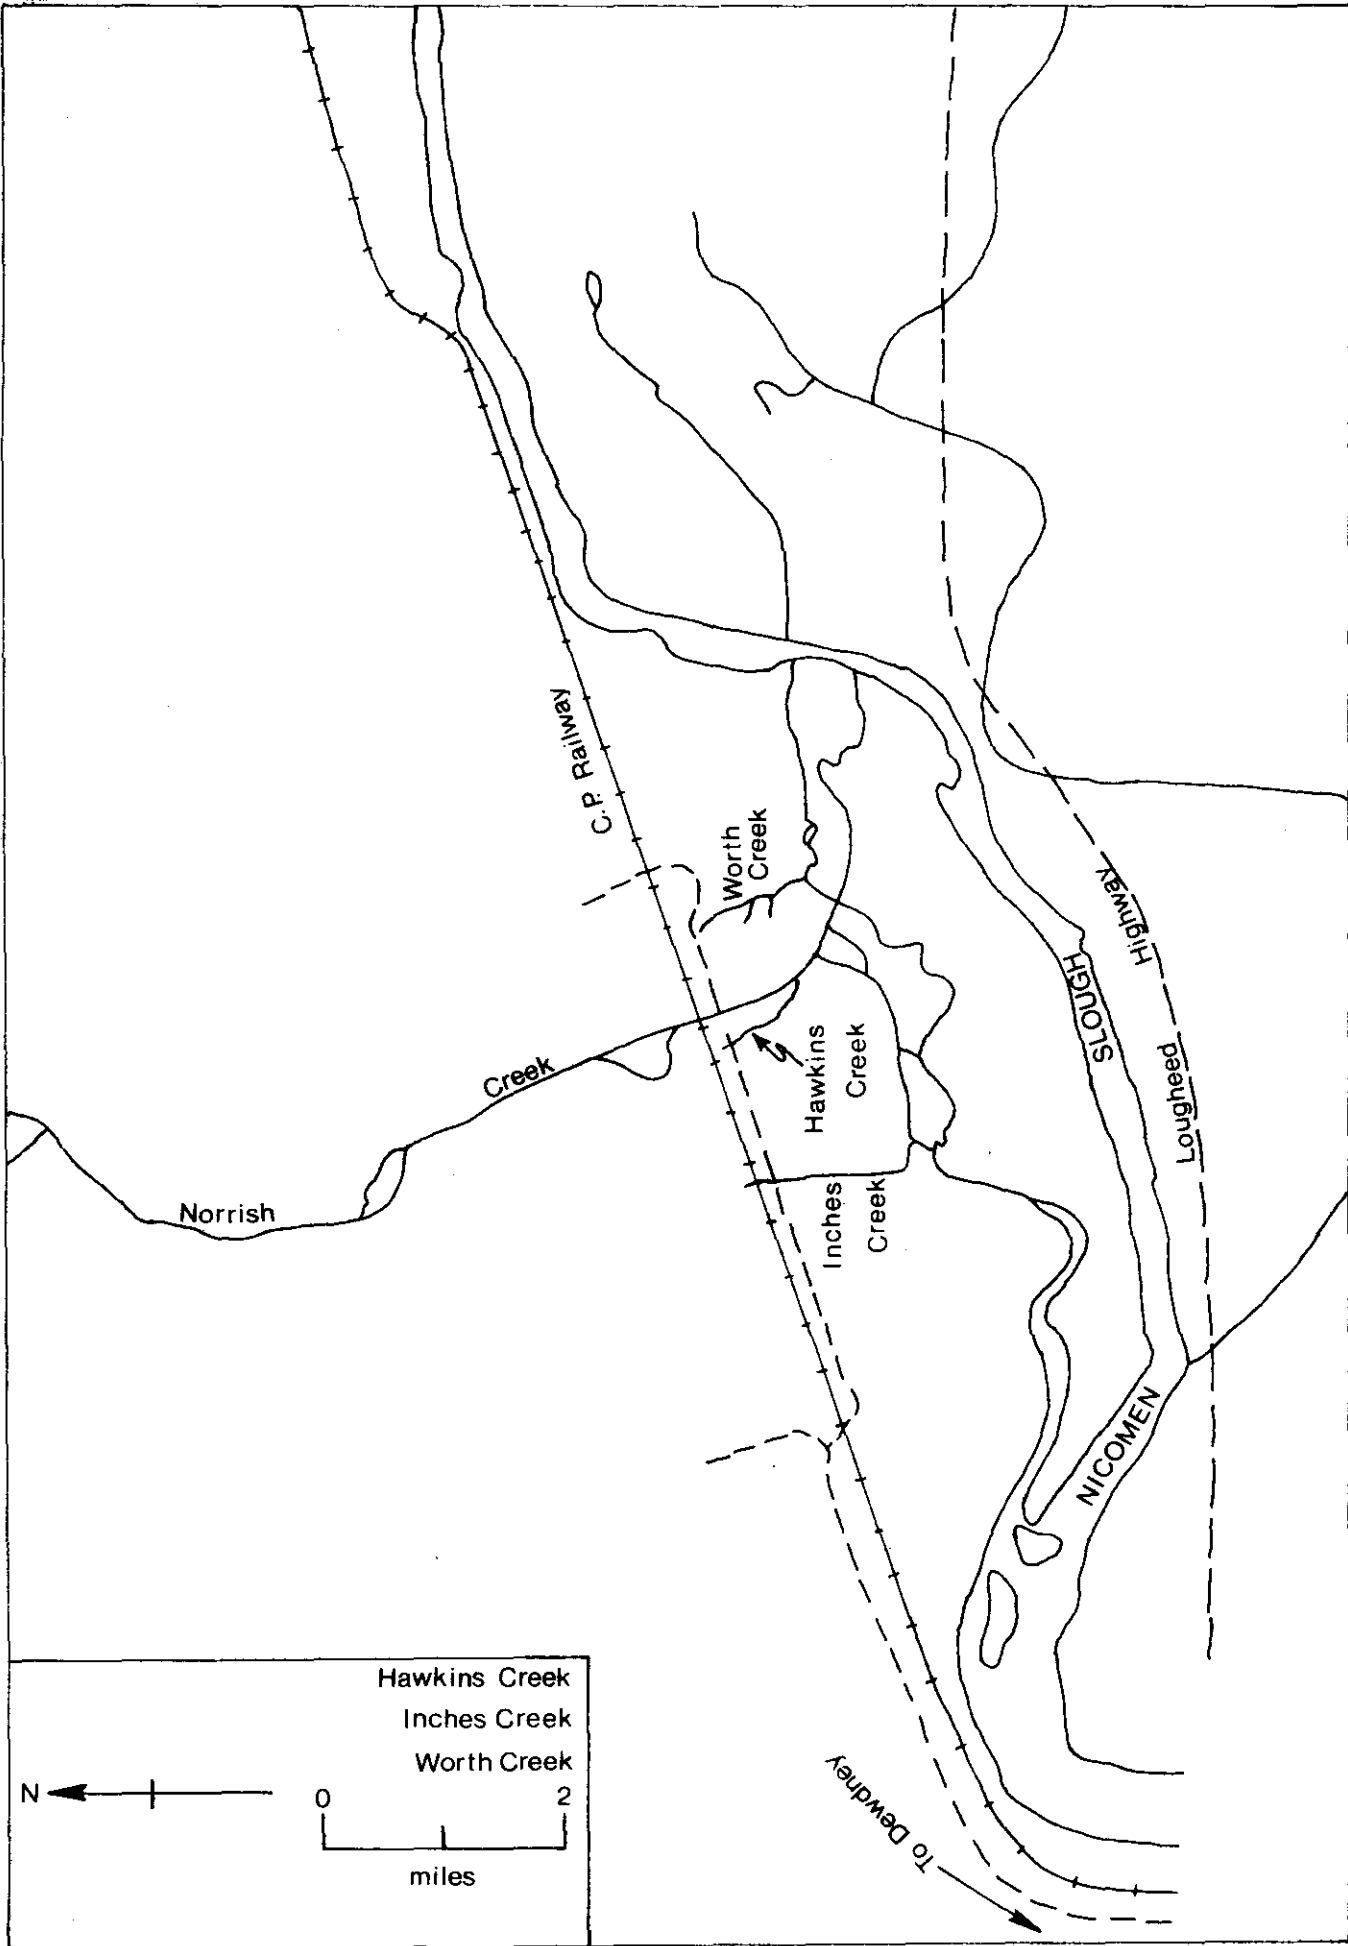 C.P. Railway
Worth
Creek
Creek
Norrish
Hawkins
Creek
Inches
Creek
SLOUGH
NICOMEN
Highway
Lougheed
To Dewdney
Hawkins Creek
Inches Creek
Worth Creek
N
0 2
miles